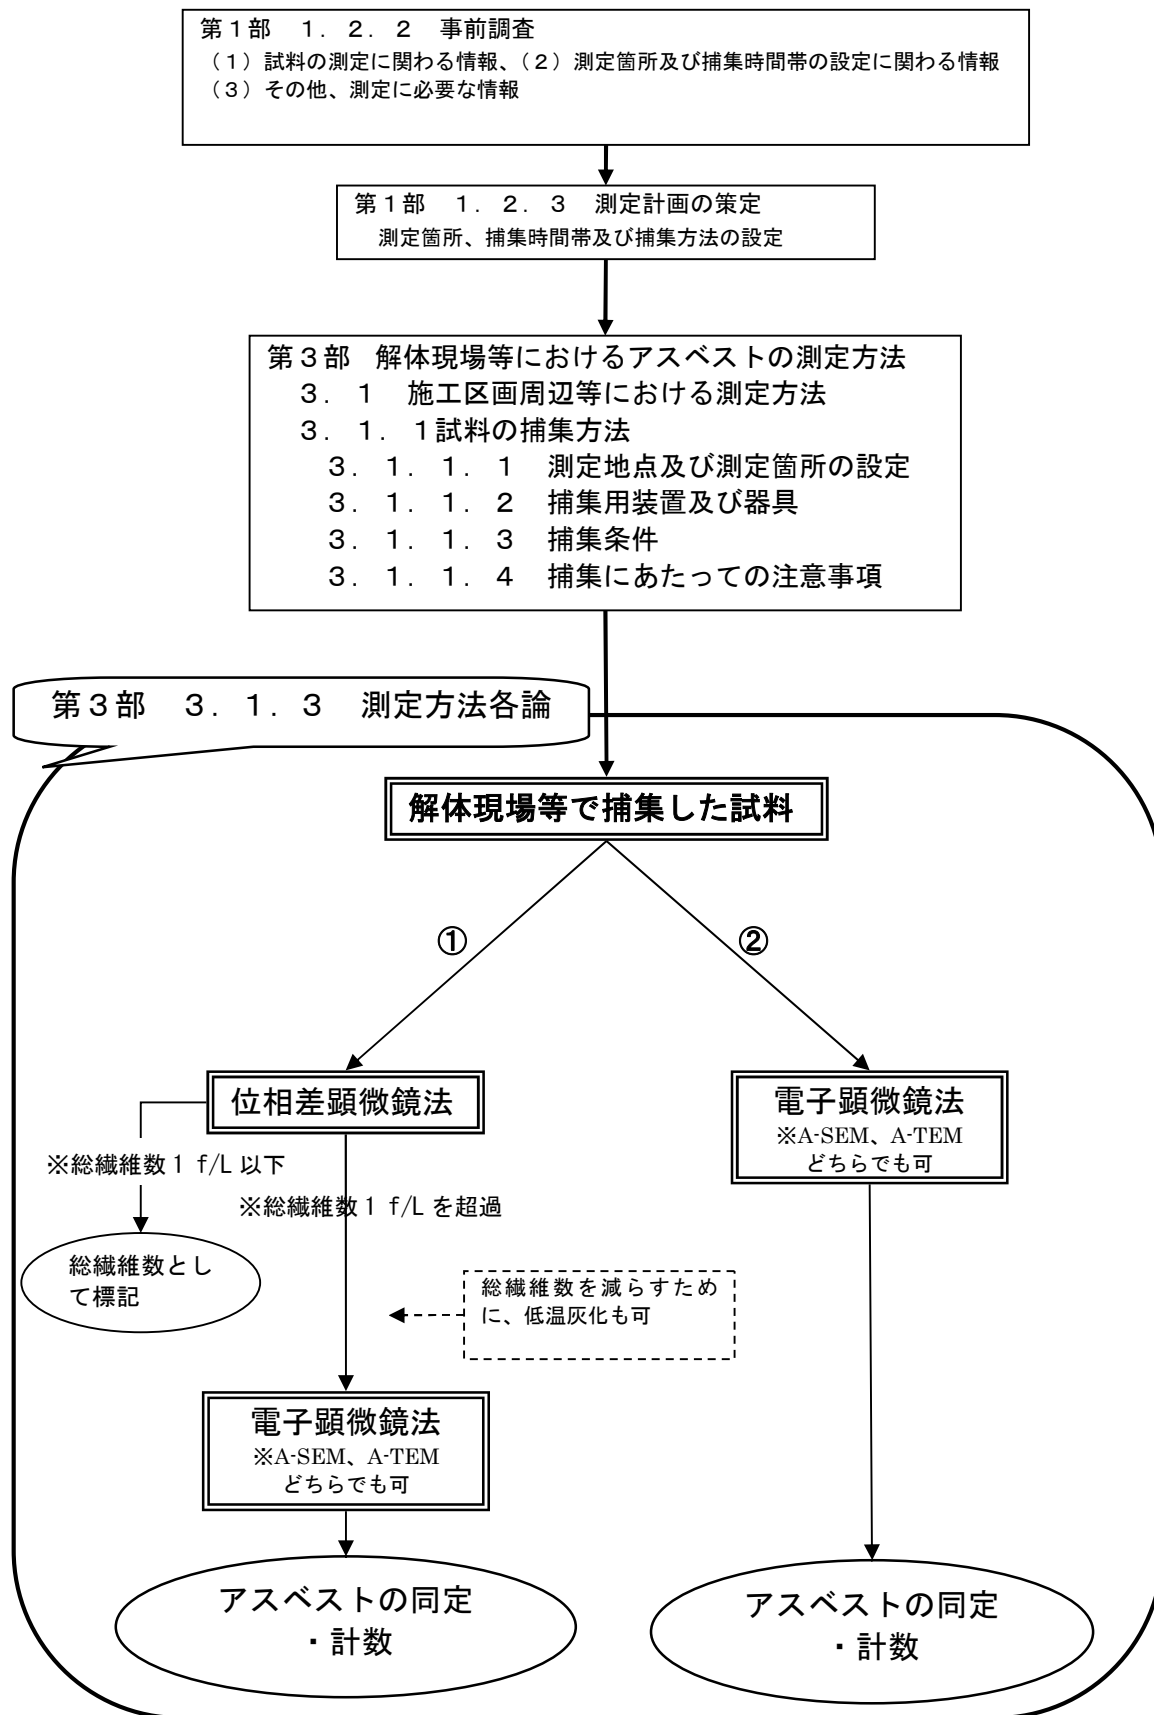 第１部　１．２．２　事前調査
（１）試料の測定に関わる情報、（２）測定箇所及び捕集時間帯の設定に関わる情報
（３）その他、測定に必要な情報
第１部　１．２．３　測定計画の策定
測定箇所、捕集時間帯及び捕集方法の設定
第３部　解体現場等におけるアスベストの測定方法
３．１　施工区画周辺等における測定方法
３．１．１試料の捕集方法
３．１．１．１　測定地点及び測定箇所の設定
３．１．１．２　捕集用装置及び器具
３．１．１．３　捕集条件
３．１．１．４　捕集にあたっての注意事項
第３部　３．１．３　測定方法各論
解体現場等で捕集した試料
①
②
位相差顕微鏡法
電子顕微鏡法
※A-SEM、A-TEM
どちらでも可
※総繊維数１ f/L 以下
※総繊維数１ f/L を超過
総繊維数とし
て標記
総繊維数を減らすため
に、低温灰化も可
電子顕微鏡法
※A-SEM、A-TEM
どちらでも可
アスベストの同定
・計数
アスベストの同定
・計数